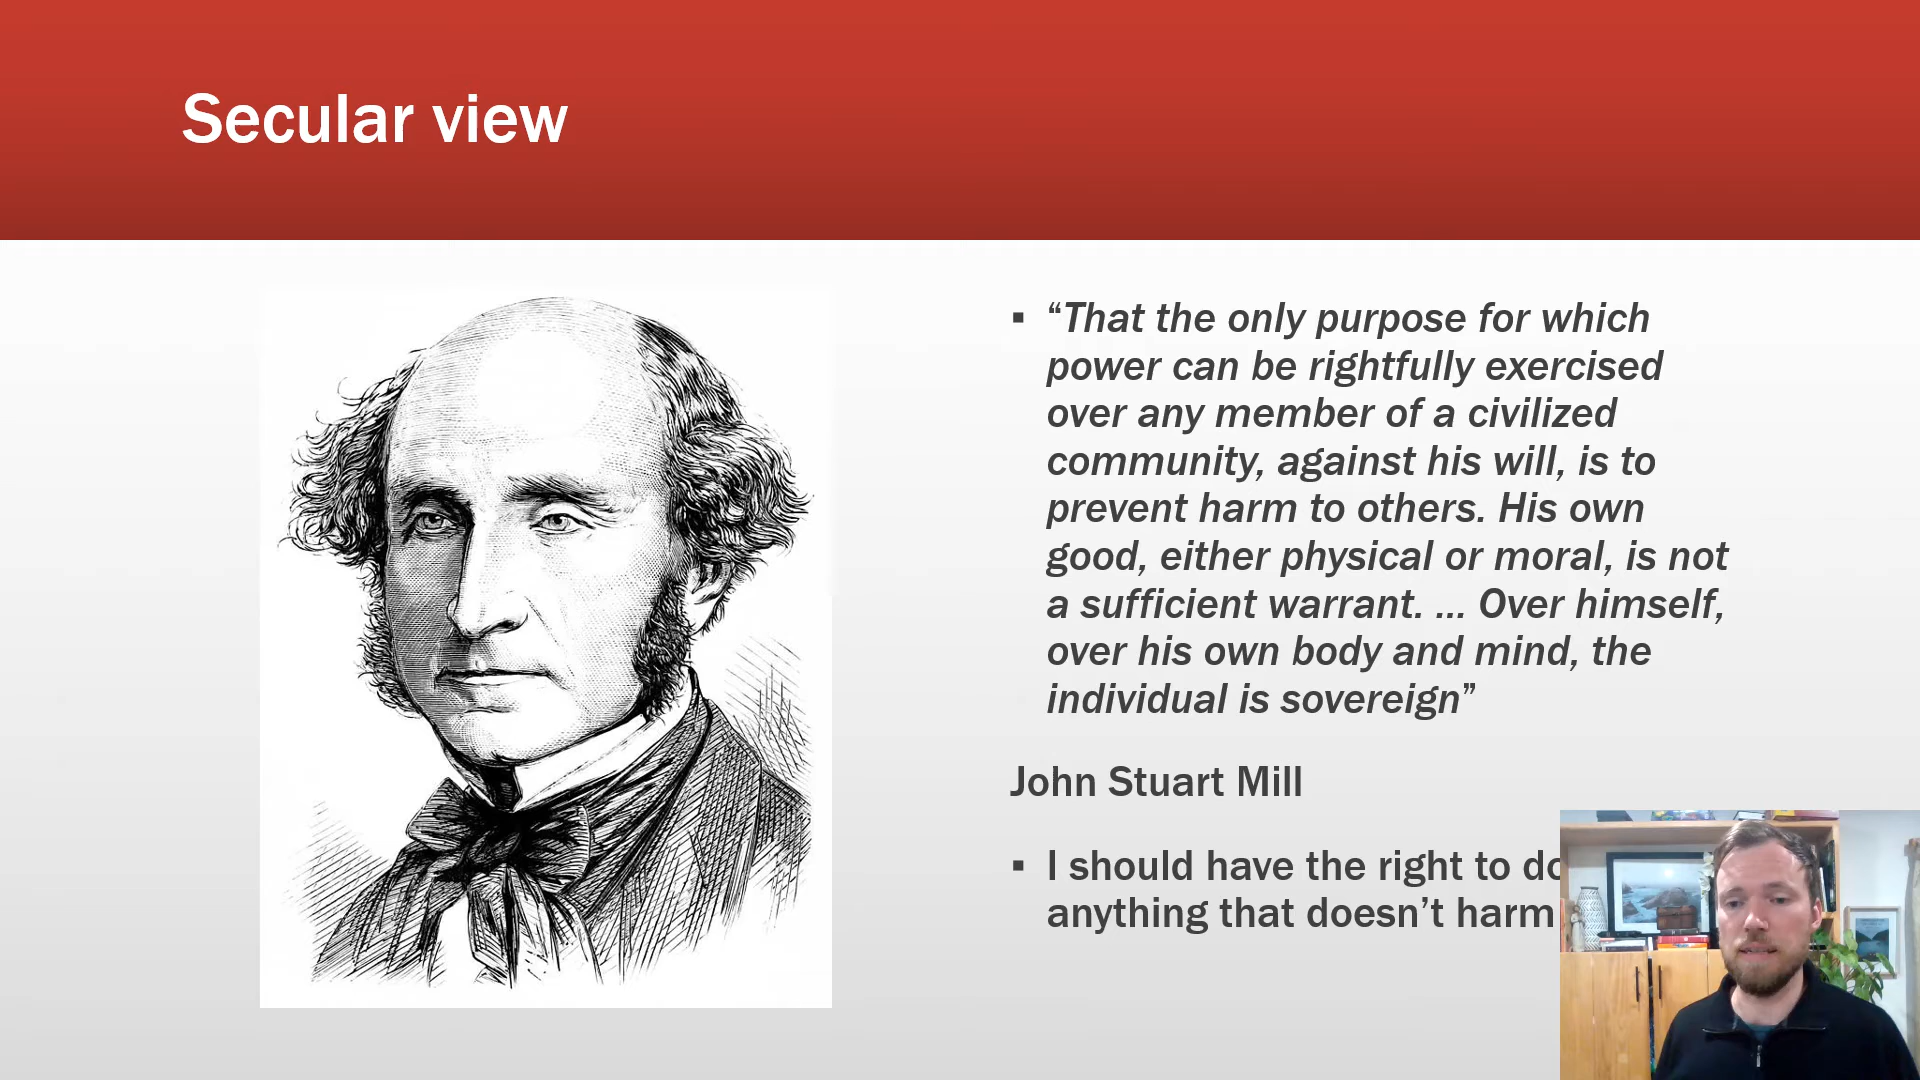 Secular view
▪ “That the only purpose for which
power can be rightfully exercised
over any member of a civilized
community, against his will, is to
prevent harm to others. His own
good, either physical or moral, is not
a sufficient warrant. ... Over himself,
over his own body and mind, the
individual is sovereign”
John Stuart Mill
▪ I should have the right to do
anything that doesn’t harm